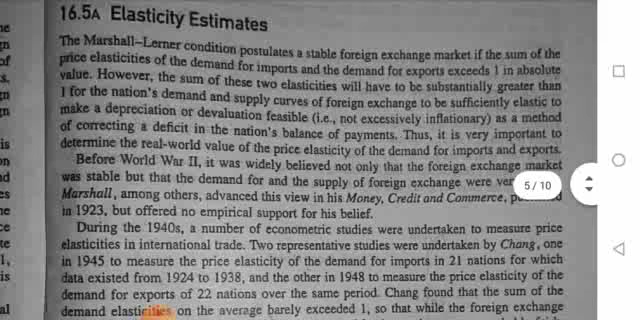 16.5A Elasticity Estimates
The Marshall–Lerner condition postulates a stable foreign exchange market if the sum of the
price elasticities of the demand for imports and the demand for exports exceeds 1 in absolute
value. However, the sum of these two elasticities will have to be substantially greater than
1 for the nation's demand and supply curves of foreign exchange to be sufficiently elastic to
make a depreciation or devaluation feasible (i.e., not excessively inflationary) as a method
of correcting a deficit in the nation's balance of payments. Thus, it is very important to
determine the real-world value of the price elasticity of the demand for imports and exports.
Before World War II, it was widely believed not only that the foreign exchange market
was stable but that the demand for and the supply of foreign exchange were
5 / 10
Marshall, among others, advanced this view in his Money, Credit and Commerce,
in 1923, but offered no empirical support for his belief.
During the 1940s, a number of econometric studies were undertaken to measure price
elasticities in international trade. Two representative studies were undertaken by Chang, one
in 1945 to measure the price elasticity of the demand for imports in 21 nations for which
data existed from 1924 to 1938, and the other in 1948 to measure the price elasticity of the
demand for exports of 22 nations over the same period. Chang found that the sum of the
demand elasticities on the average barely exceeded 1, so that while the foreign exchange